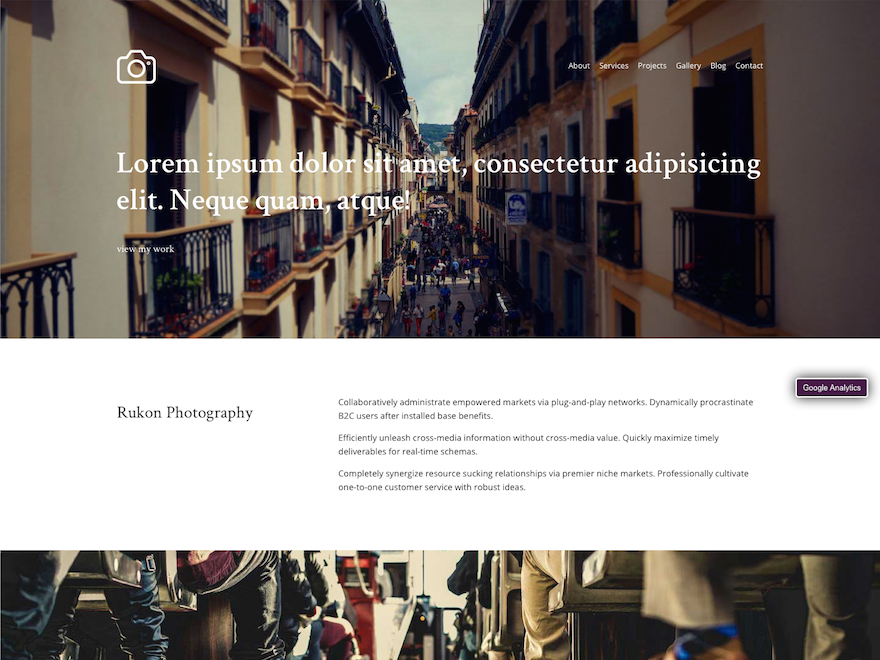 About Services Projects Gallery Blog Contact
Lorem ipsum dolor sit amet, consectetur adipisicing
elit. Neque quam, atque!
view my work
Google Analytics
Rukon Photography
Collaboratively administrate empowered markets via plug-and-play networks. Dynamically procrastinate
B2C users after installed base benefits.
Efficiently unleash cross-media information without cross-media value. Quickly maximize timely
deliverables for real-time schemas.
Completely synergize resource sucking relationships via premier niche markets. Professionally cultivate
one-to-one customer service with robust ideas.